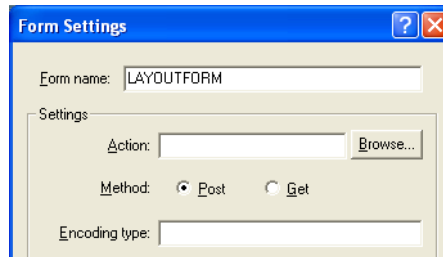 Form Settings
Form name: LAYOUTFORM
Settings
Action: Browse...
Method: Post Get
Encoding type: